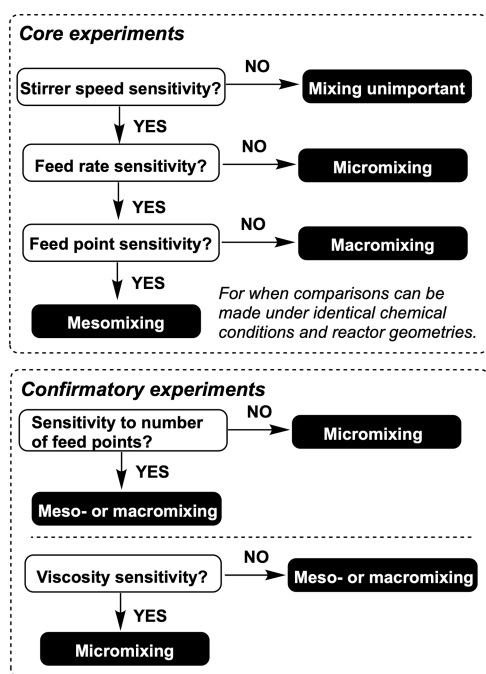 Core experiments
Stirrer speed sensitivity?
NO
Mixing unimportant
YES
Feed rate sensitivity?
NO
Micromixing
YES
Feed point sensitivity?
NO
Macromixing
YES
Mesomixing
For when comparisons can be
made under identical chemical
conditions and reactor geometries.
Confirmatory experiments
Sensitivity to number
of feed points?
NO
Micromixing
YES
Meso- or macromixing
Viscosity sensitivity?
NO
Meso- or macromixing
YES
Micromixing